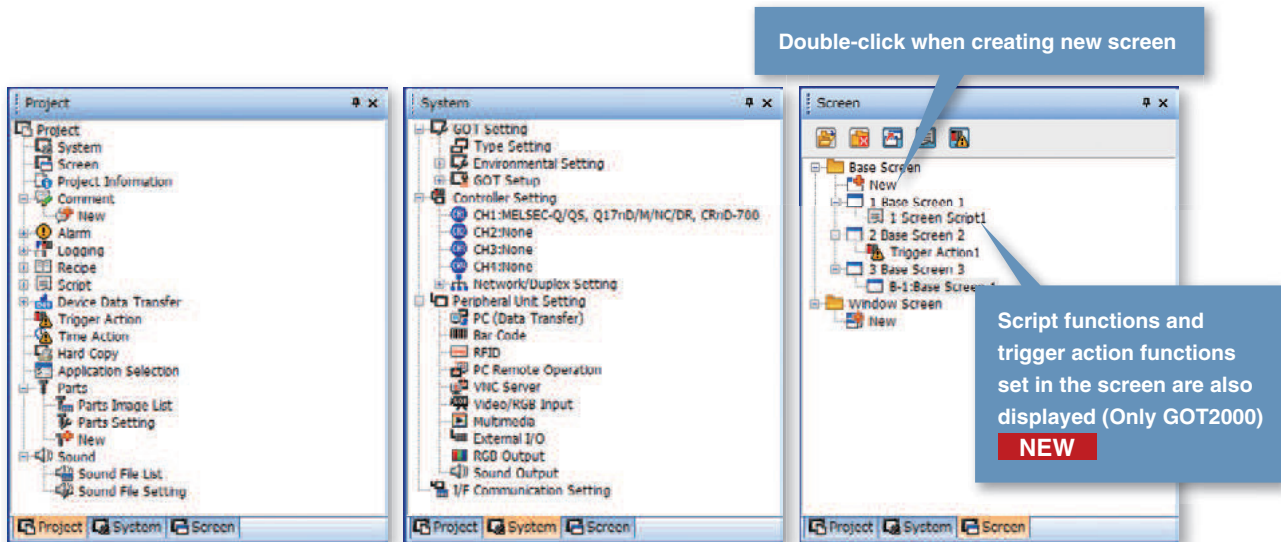 Double-click when creating new screen
Project
Project
System
Screen
Project Information
Comment
New
Alarm
Logging
Recipe
Script
Device Data Transfer
Trigger Action
Time Action
Hard Copy
Application Selection
Parts
Parts Image List
Parts Setting
New
Sound
Sound File List
Sound File Setting
Project System Screen
System
GOT Setting
Type Setting
Environmental Setting
GOT Setup
Controller Setting
CH1:MELSEC-Q/QS, Q17nD/M/NC/DR, CRnD-700
CH2:None
CH3:None
CH4:None
Network/Duplex Setting
Peripheral Unit Setting
PC (Data Transfer)
Bar Code
RFID
PC Remote Operation
VNC Server
Video/RGB Input
Multimedia
External I/O
RGB Output
Sound Output
I/F Communication Setting
Project System Screen
Screen
Base Screen
New
1 Base Screen 1
1 Screen Script1
2 Base Screen 2
Trigger Action1
3 Base Screen 3
B-1:Base Screen
Window Screen
New
Project System Screen
Script functions and
trigger action functions
set in the screen are also
displayed (Only GOT2000)
NEW